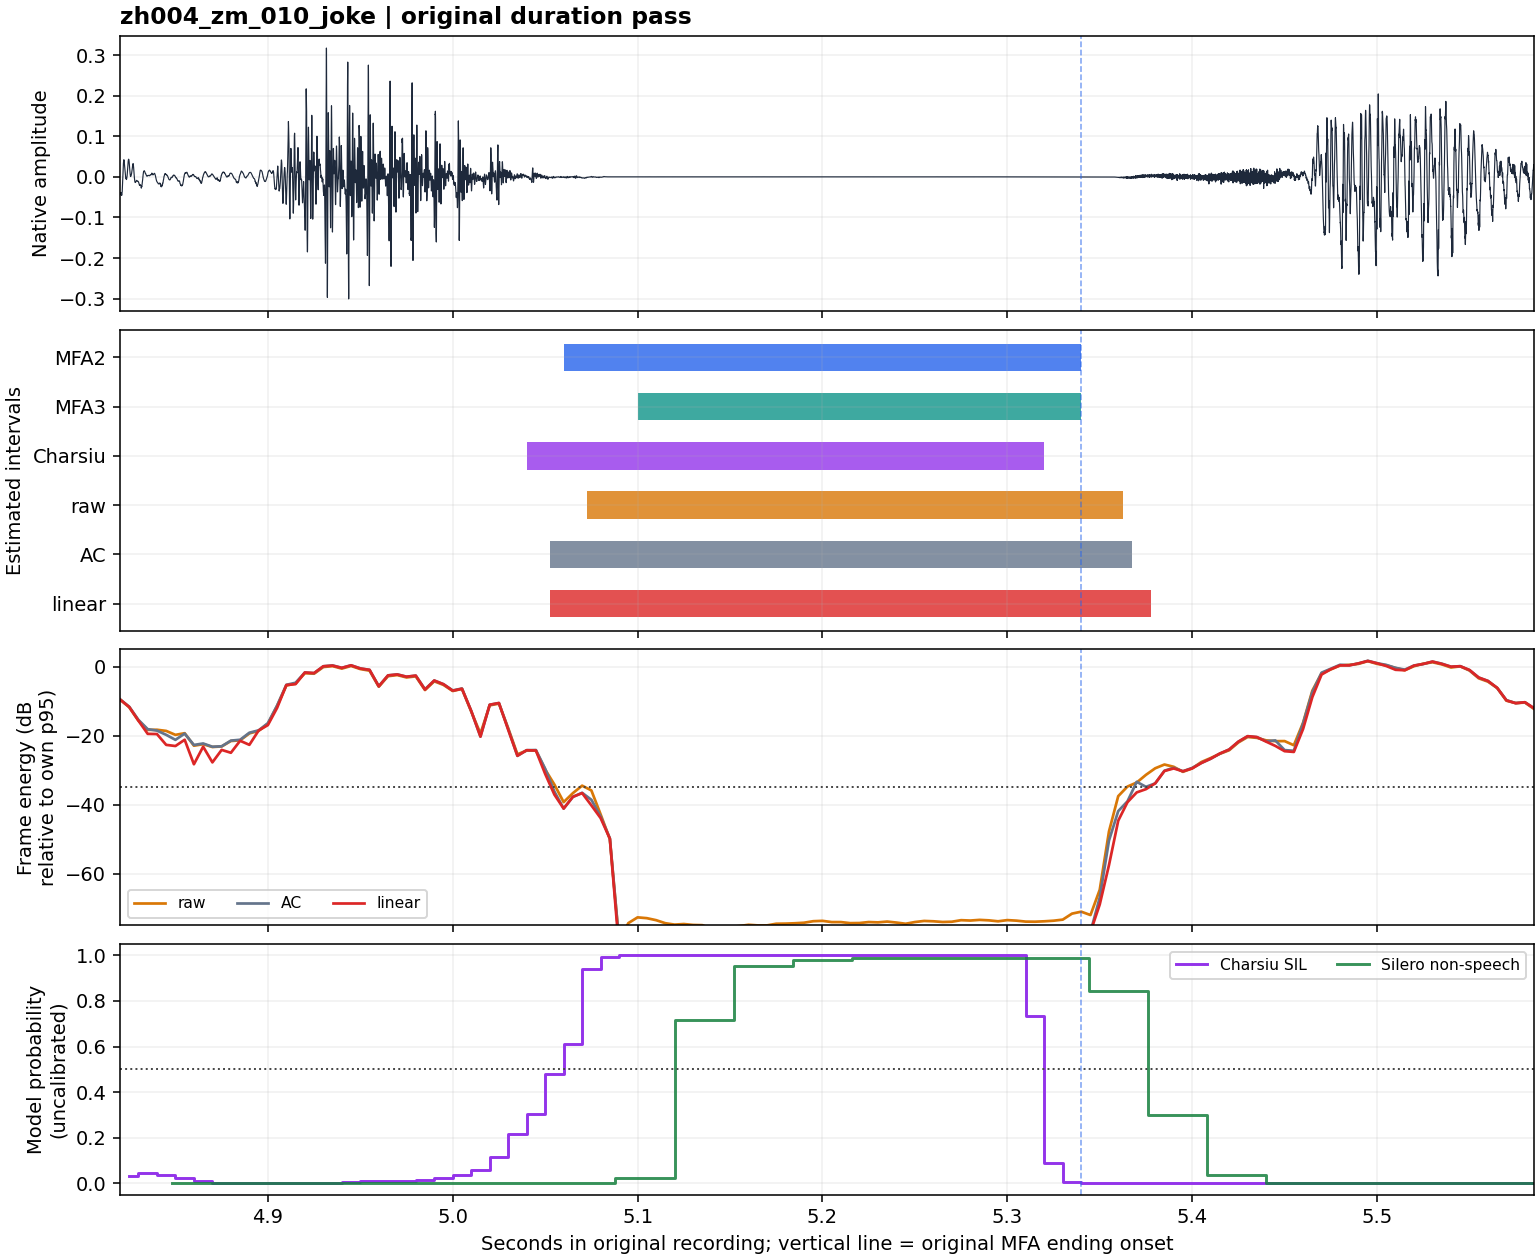 zh004_zm_010_joke | original duration pass
Native amplitude
0.3
0.2
0.1
0.0
−0.1
−0.2
−0.3
Estimated intervals
MFA2
MFA3
Charsiu
raw
AC
linear
Frame energy (dB
relative to own p95)
0
−20
−40
−60
raw
AC
linear
Model probability
(uncalibrated)
1.0
0.8
0.6
0.4
0.2
0.0
Charsiu SIL
Silero non-speech
4.9
5.0
5.1
5.2
5.3
5.4
5.5
Seconds in original recording; vertical line = original MFA ending onset